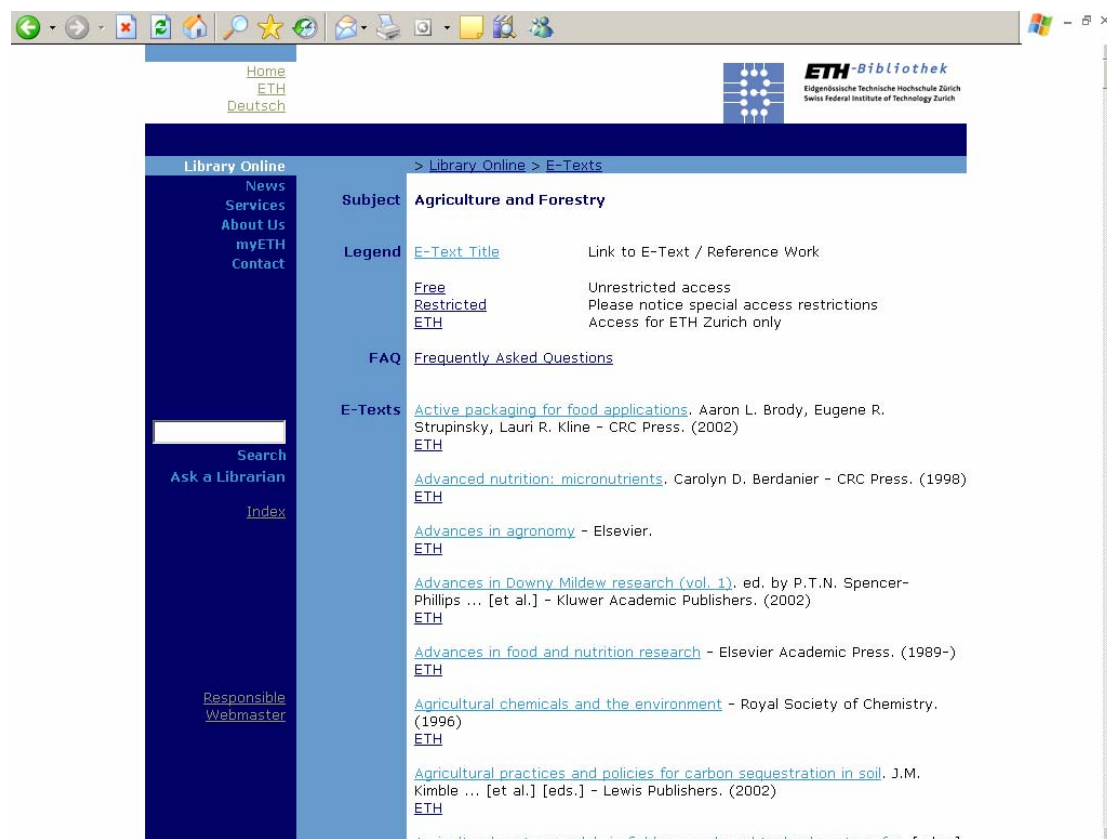 Home
ETH
Deutsch
ETH-Bibliothek
Eidgenössische Technische Hochschule Zürich
Swiss Federal Institute of Technology Zurich
Library Online
News
Services
About Us
myETH
Contact
Search
Ask a Librarian
Index
Responsible
Webmaster
> Library Online > E-Texts
Subject Agriculture and Forestry
Legend E-Text Title Link to E-Text / Reference Work
Free Unrestricted access
Restricted Please notice special access restrictions
ETH Access for ETH Zurich only
FAQ Frequently Asked Questions
E-Texts Active packaging for food applications. Aaron L. Brody, Eugene R.
Strupinsky, Lauri R. Kline – CRC Press. (2002)
ETH
Advanced nutrition: micronutrients. Carolyn D. Berdanier – CRC Press. (1998)
ETH
Advances in agronomy – Elsevier.
ETH
Advances in Downy Mildew research (vol. 1). ed. by P.T.N. Spencer-
Phillips ... [et al.] – Kluwer Academic Publishers. (2002)
ETH
Advances in food and nutrition research – Elsevier Academic Press. (1989-)
ETH
Agricultural chemicals and the environment – Royal Society of Chemistry.
(1996)
ETH
Agricultural practices and policies for carbon sequestration in soil. J.M.
Kimble ... [et al.] [eds.] – Lewis Publishers. (2002)
ETH